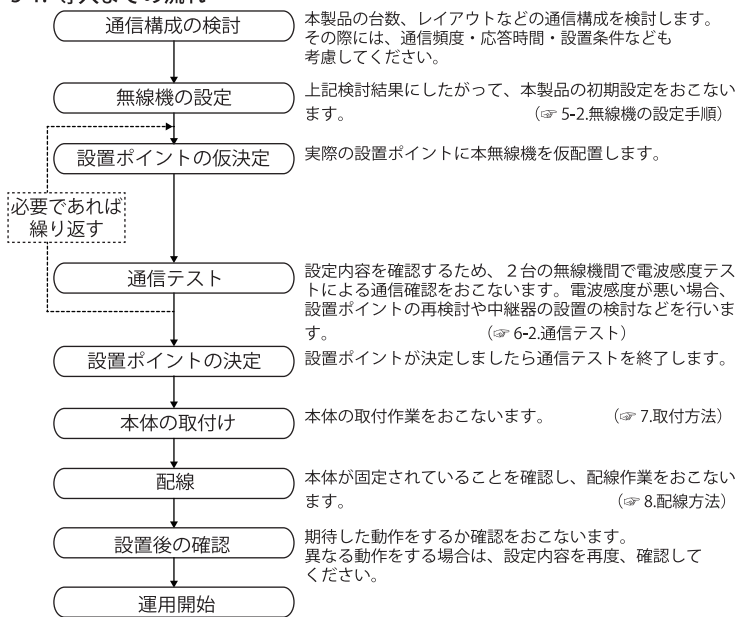 通信構成の検討
本製品の台数、レイアウトなどの通信構成を検討します。
その際には、通信頻度・応答時間・設置条件なども
考慮してください。
無線機の設定
上記検討結果にしたがって、本製品の初期設定をおこない
ます。 (☞ 5-2.無線機の設定手順)
設置ポイントの仮決定
実際の設置ポイントに本無線機を仮配置します。
必要であれば
繰り返す
通信テスト
設定内容を確認するため、２台の無線機間で電波感度テス
トによる通信確認をおこないます。電波感度が悪い場合、
設置ポイントの再検討や中継器の設置の検討などを行いま
す。 (☞ 6-2.通信テスト)
設置ポイントの決定
設置ポイントが決定しましたら通信テストを終了します。
本体の取付け
本体の取付作業をおこないます。 (☞ 7.取付方法)
配線
本体が固定されていることを確認し、配線作業をおこない
ます。 (☞ 8.配線方法)
設置後の確認
期待した動作をするか確認をおこないます。
異なる動作をする場合は、設定内容を再度、確認して
ください。
運用開始